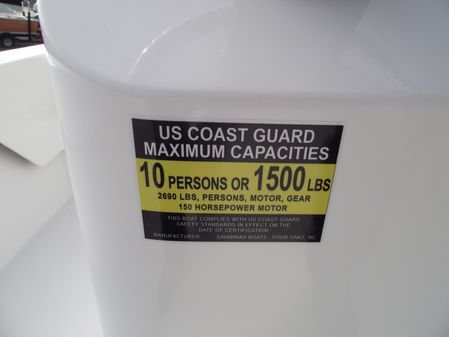 US COAST GUARD
MAXIMUM CAPACITIES
10 PERSONS OR 1500 LBS
2690 LBS, PERSONS, MOTOR, GEAR
150 HORSEPOWER MOTOR
THIS BOAT COMPLIES WITH US COAST GUARD
SAFETY STANDARDS IN EFFECT ON THE
DATE OF CERTIFICATION
MANUFACTURER: SAVANNAH BOATS - FOUR OAKS, NC